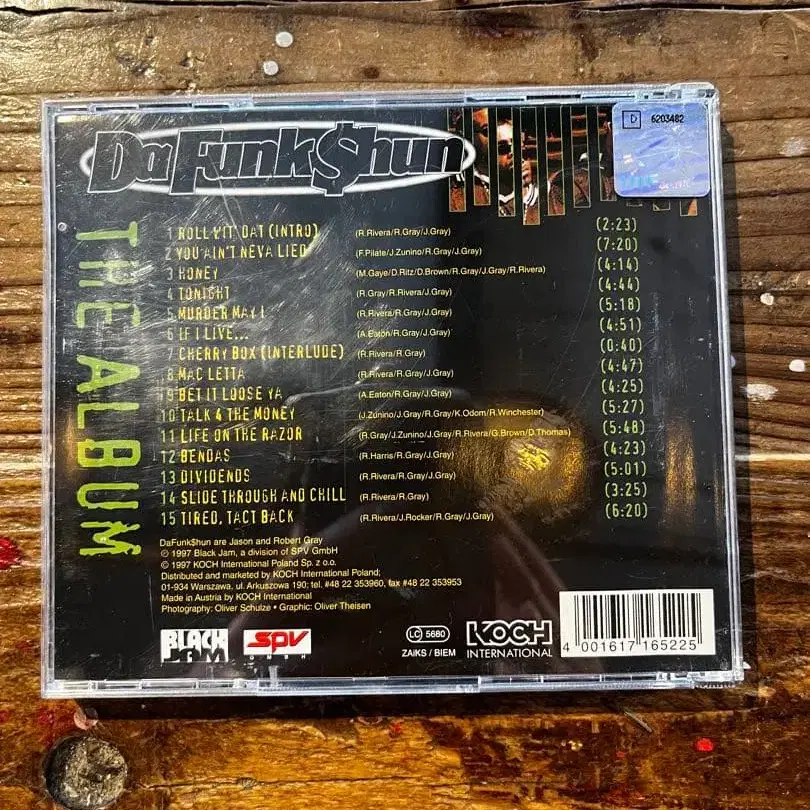 DaFunk$hun
D 6203482
THE ALBUM
1 ROLL WIT' DAT (INTRO) (R.Rivera/R.Gray/J.Gray) (2:23)
2 YOU AIN'T NEVA LIED (F.Pilate/J.Zunino/R.Gray/J.Gray) (7:20)
3 HONEY (M.Gaye/D.Ritz/D.Brown/R.Gray/J.Gray/R.Rivera) (4:14)
4 TONIGHT (R.Gray/R.Rivera/J.Gray) (4:44)
5 MURDER MAY I (R.Rivera/R.Gray/J.Gray) (5:18)
6 IF I LIVE... (A.Eaton/R.Gray/J.Gray) (4:51)
7 CHERRY BOX (INTERLUDE) (R.Rivera/R.Gray) (0:40)
8 MAC LETTA (R.Rivera/R.Gray/J.Gray) (4:47)
9 BET IT LOOSE YA (A.Eaton/R.Gray/J.Gray) (4:25)
10 TALK 4 THE MONEY (J.Zunino/J.Gray/R.Gray/K.Odom/R.Winchester) (5:27)
11 LIFE ON THE RAZOR (R.Gray/J.Zunino/J.Gray/R.Rivera/G.Brown/D.Thomas) (5:48)
12 BENDAS (R.Harris/R.Gray/J.Gray) (4:23)
13 DIVIDENDS (R.Rivera/R.Gray/J.Gray) (5:01)
14 SLIDE THROUGH AND CHILL (R.Rivera/R.Gray) (3:25)
15 TIRED, TACT BACK (R.Rivera/J.Rocker/R.Gray/J.Gray) (6:20)
DaFunk$hun are Jason and Robert Gray
℗ 1997 Black Jam, a division of SPV GmbH
© 1997 KOCH International Poland Sp. z o.o.
Distributed and marketed by KOCH International Poland;
01-934 Warszawa, ul. Arkuszowa 190; tel. #48 22 353960, fax #48 22 353953
Made in Austria by KOCH International
Photography: Oliver Schulze • Graphic: Oliver Theisen
BLACK JAM
SPV GMBH
LC 5680
ZAIKS / BIEM
KOCH INTERNATIONAL
4 001617 165225